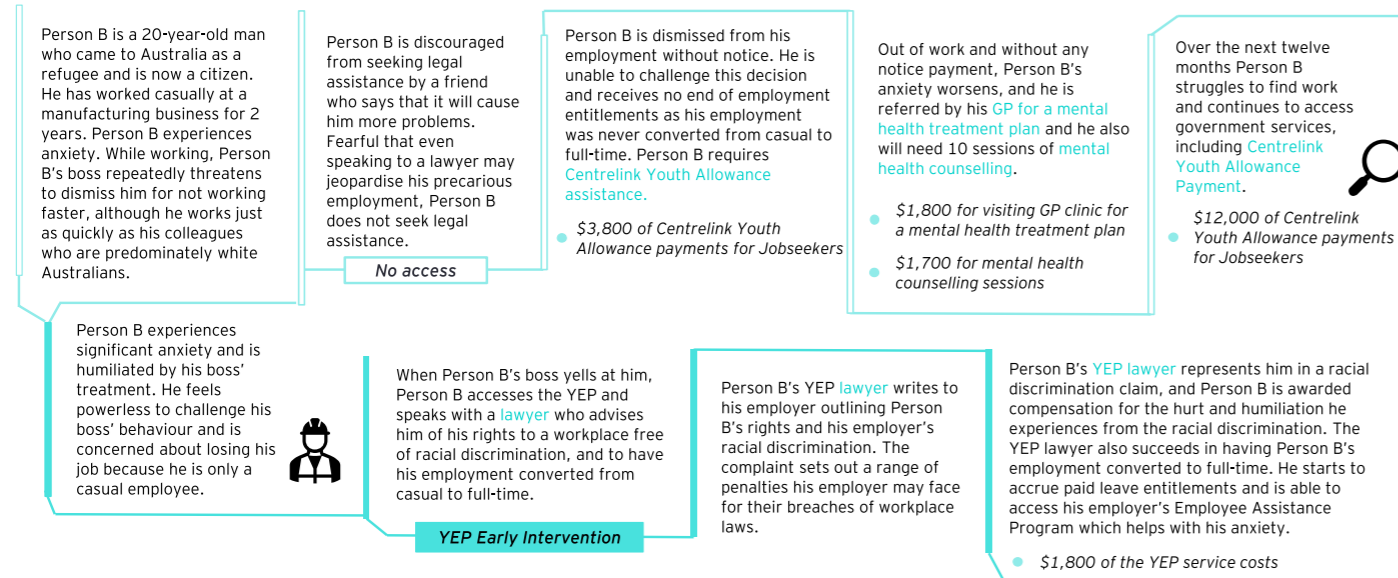 Person B is a 20-year-old man
who came to Australia as a
refugee and is now a citizen.
He has worked casually at a
manufacturing business for 2
years. Person B experiences
anxiety. While working, Person
B's boss repeatedly threatens
to dismiss him for not working
faster, although he works just
as quickly as his colleagues
who are predominately white
Australians.
Person B is discouraged
from seeking legal
assistance by a friend
who says that it will cause
him more problems.
Fearful that even
speaking to a lawyer may
jeopardise his precarious
employment, Person B
does not seek legal
assistance.
No access
Person B is dismissed from his
employment without notice. He is
unable to challenge this decision
and receives no end of employment
entitlements as his employment
was never converted from casual to
full-time. Person B requires
Centrelink Youth Allowance
assistance.
$3,800 of Centrelink Youth
Allowance payments for Jobseekers
Out of work and without any
notice payment, Person B's
anxiety worsens, and he is
referred by his GP for a mental
health treatment plan and he also
will need 10 sessions of mental
health counselling.
$1,800 for visiting GP clinic for
a mental health treatment plan
$1,700 for mental health
counselling sessions
Over the next twelve
months Person B
struggles to find work
and continues to access
government services,
including Centrelink
Youth Allowance
Payment.
$12,000 of Centrelink
Youth Allowance payments
for Jobseekers
Person B experiences
significant anxiety and is
humiliated by his boss'
treatment. He feels
powerless to challenge his
boss' behaviour and is
concerned about losing his
job because he is only a
casual employee.
When Person B's boss yells at him,
Person B accesses the YEP and
speaks with a lawyer who advises
him of his rights to a workplace free
of racial discrimination, and to have
his employment converted from
casual to full-time.
YEP Early Intervention
Person B's YEP lawyer writes to
his employer outlining Person
B's rights and his employer's
racial discrimination. The
complaint sets out a range of
penalties his employer may face
for their breaches of workplace
laws.
Person B's YEP lawyer represents him in a racial
discrimination claim, and Person B is awarded
compensation for the hurt and humiliation he
experiences from the racial discrimination. The
YEP lawyer also succeeds in having Person B's
employment converted to full-time. He starts to
accrue paid leave entitlements and is able to
access his employer's Employee Assistance
Program which helps with his anxiety.
$1,800 of the YEP service costs